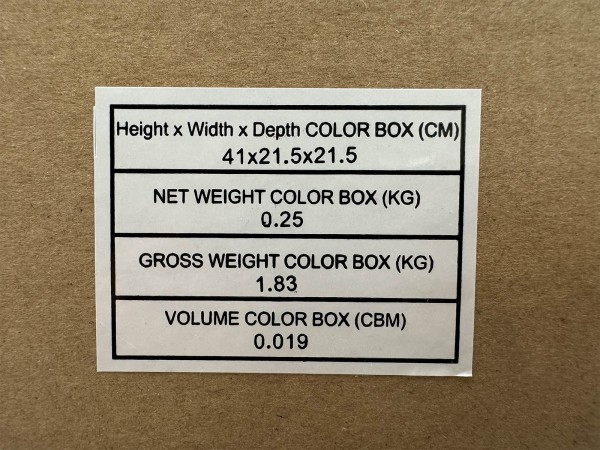 Height x Width x Depth COLOR BOX (CM)
41x21.5x21.5
NET WEIGHT COLOR BOX (KG)
0.25
GROSS WEIGHT COLOR BOX (KG)
1.83
VOLUME COLOR BOX (CBM)
0.019